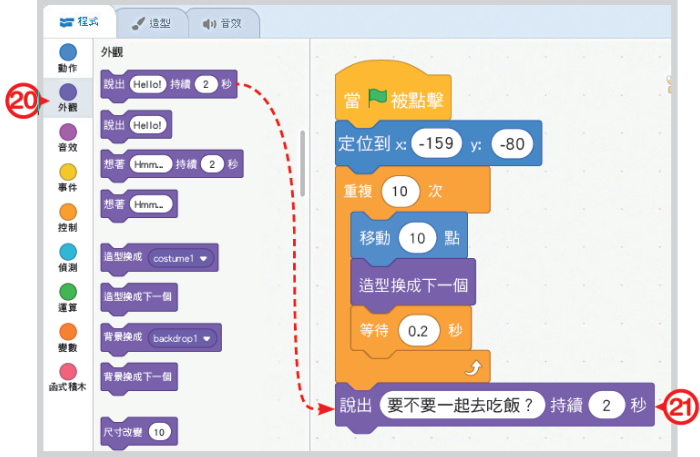 程式 造型 音效
動作
外觀
音效
事件
控制
偵測
運算
變數
函式積木
20
外觀
說出 Hello! 持續 2 秒
說出 Hello!
想著 Hmm... 持續 2 秒
想著 Hmm...
造型換成 costume1
造型換成下一個
背景換成 backdrop1
背景換成下一個
尺寸改變 10
當 被點擊
定位到 x: -159 y: -80
重複 10 次
移動 10 點
造型換成下一個
等待 0.2 秒
說出 要不要一起去吃飯？ 持續 2 秒
21